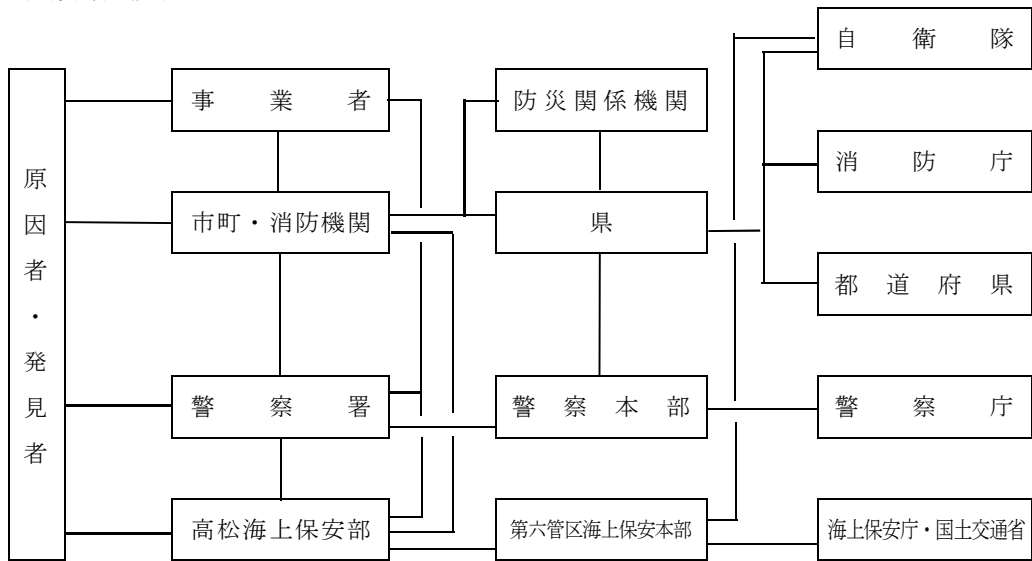 自衛隊
事業者
防災関係機関
消防庁
原因者・発見者
市町・消防機関
県
都道府県
警察署
警察本部
警察庁
高松海上保安部
第六管区海上保安本部
海上保安庁・国土交通省